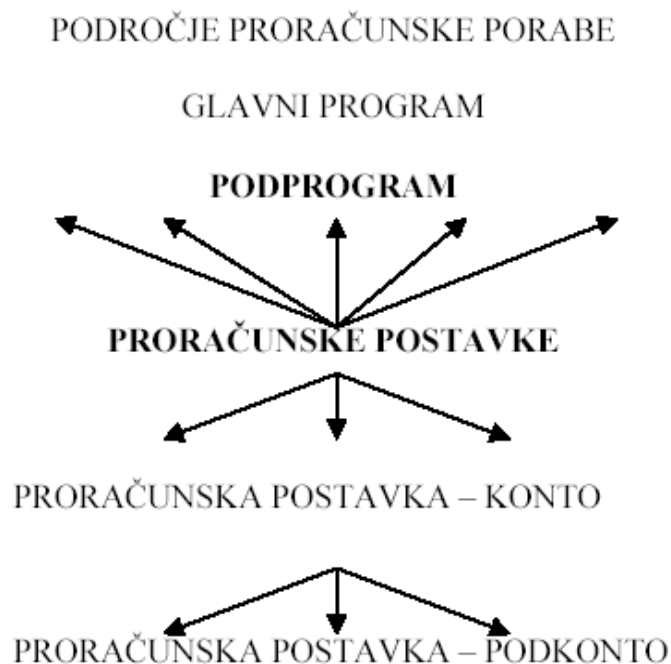 PODROČJE PRORAČUNSKE PORABE
GLAVNI PROGRAM
PODPROGRAM
PRORAČUNSKE POSTAVKE
PRORAČUNSKA POSTAVKA – KONTO
PRORAČUNSKA POSTAVKA – PODKONTO